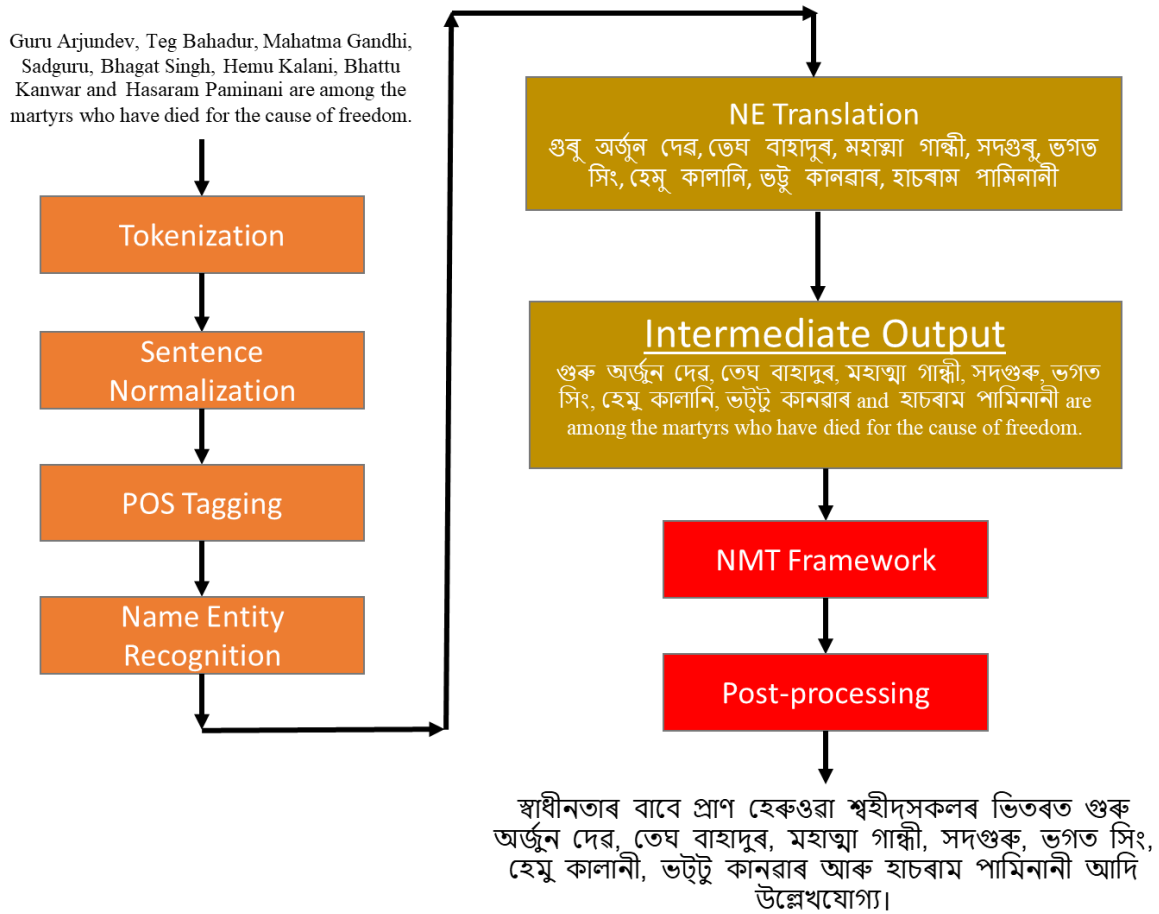 Guru Arjundev, Teg Bahadur, Mahatma Gandhi,
Sadguru, Bhagat Singh, Hemu Kalani, Bhattu
Kanwar and Hasaram Paminani are among the
martyrs who have died for the cause of freedom.
Tokenization
Sentence
Normalization
POS Tagging
Name Entity
Recognition
NE Translation
গুৰু অৰ্জুন দেৱ, তেঘ বাহাদুৰ, মহাত্মা গান্ধী, সদগুৰু, ভগত
সিং, হেমু কালানি, ভট্টু কানৱাৰ, হাচৰাম পামিনানী
Intermediate Output
গুৰু অৰ্জুন দেৱ, তেঘ বাহাদুৰ, মহাত্মা গান্ধী, সদগুৰু, ভগত
সিং, হেমু কালানি, ভট্টু কানৱাৰ and হাচৰাম পামিনানী are
among the martyrs who have died for the cause of freedom.
NMT Framework
Post-processing
স্বাধীনতাৰ বাবে প্ৰাণ হেৰুওৱা শ্বহীদসকলৰ ভিতৰত গুৰু
অৰ্জুন দেৱ, তেঘ বাহাদুৰ, মহাত্মা গান্ধী, সদগুৰু, ভগত সিং,
হেমু কালানী, ভট্টু কানৱাৰ আৰু হাচৰাম পামিনানী আদি
উল্লেখযোগ্য।